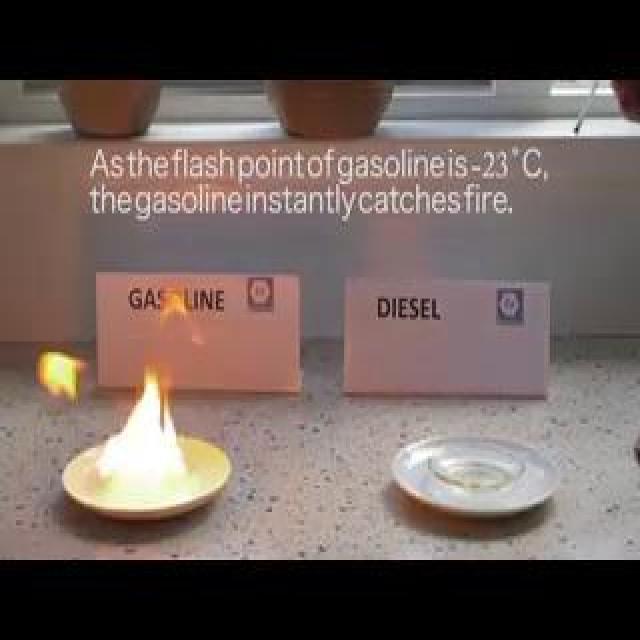 As the flash point of gasoline is -23°C,
the gasoline instantly catches fire.
GASOLINE
DIESEL